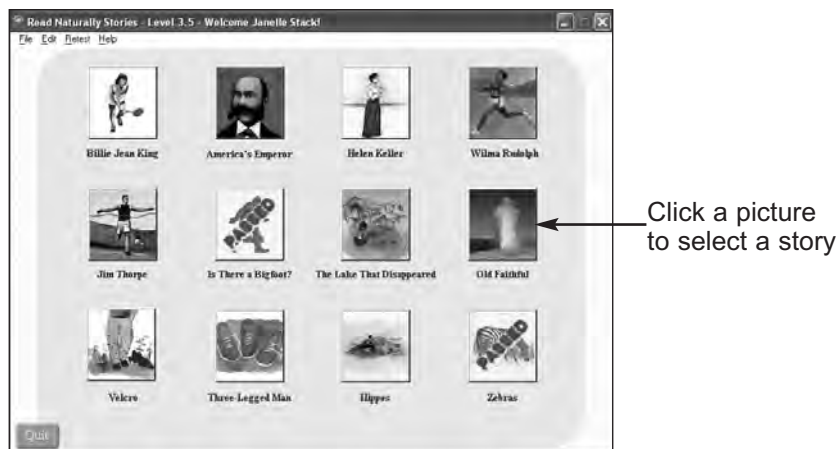 Read Naturally Stories - Level 3.5 - Welcome Janelle Stack!
File Edit Retest Help
Billie Jean King America's Emperor Helen Keller Wilma Rudolph
PASSED
Jim Thorpe Is There a Bigfoot? The Lake That Disappeared Old Faithful
Click a picture
to select a story
PASSED
Velcro Three-Legged Man Hippos Zebras
Quit